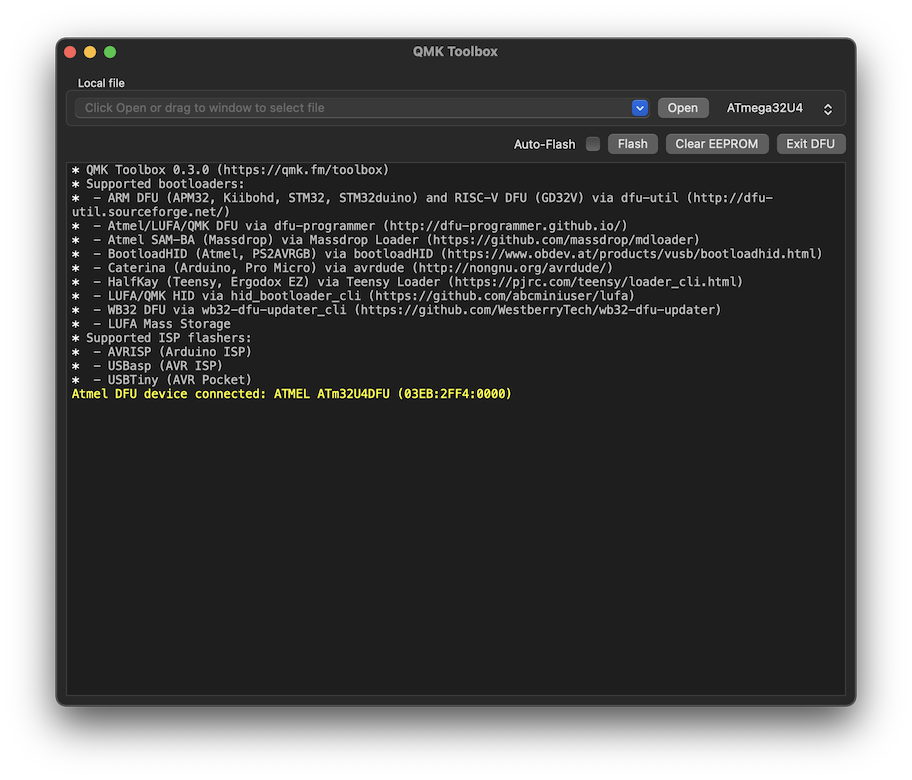 QMK Toolbox
Local file
Click Open or drag to window to select file
Open
ATmega32U4
Auto-Flash
Flash
Clear EEPROM
Exit DFU
* QMK Toolbox 0.3.0 (https://qmk.fm/toolbox)
* Supported bootloaders:
*  - ARM DFU (APM32, Kiibohd, STM32, STM32duino) and RISC-V DFU (GD32V) via dfu-util (http://dfu-
util.sourceforge.net/)
*  - Atmel/LUFA/QMK DFU via dfu-programmer (http://dfu-programmer.github.io/)
*  - Atmel SAM-BA (Massdrop) via Massdrop Loader (https://github.com/massdrop/mdloader)
*  - BootloadHID (Atmel, PS2AVRGB) via bootloadHID (https://www.obdev.at/products/vusb/bootloadhid.html)
*  - Caterina (Arduino, Pro Micro) via avrdude (http://nongnu.org/avrdude/)
*  - HalfKay (Teensy, Ergodox EZ) via Teensy Loader (https://pjrc.com/teensy/loader_cli.html)
*  - LUFA/QMK HID via hid_bootloader_cli (https://github.com/abcminiuser/lufa)
*  - WB32 DFU via wb32-dfu-updater_cli (https://github.com/WestberryTech/wb32-dfu-updater)
*  - LUFA Mass Storage
* Supported ISP flashers:
*  - AVRISP (Arduino ISP)
*  - USBasp (AVR ISP)
*  - USBTiny (AVR Pocket)
Atmel DFU device connected: ATMEL ATm32U4DFU (03EB:2FF4:0000)